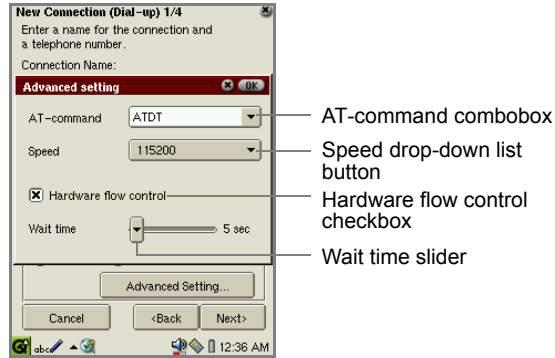 New Connection (Dial-up) 1/4
Enter a name for the connection and
a telephone number.
Connection Name:
Advanced setting
OK
AT-command
ATDT
AT-command combobox
Speed
115200
Speed drop-down list
button
Hardware flow control
Hardware flow control
checkbox
Wait time
5 sec
Wait time slider
Advanced Setting...
Cancel
<Back
Next>
abc
12:36 AM